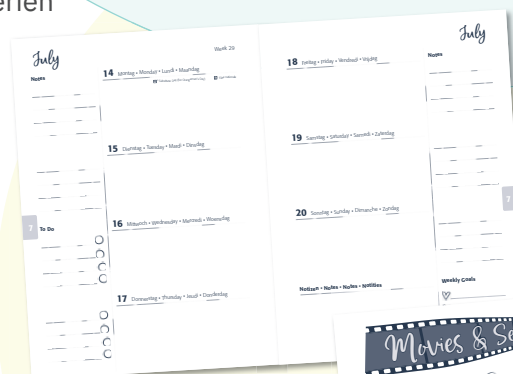 July
Week 29
Notes
14 Montag • Monday • Lundi • Maandag
15 Dienstag • Tuesday • Mardi • Dinsdag
16 Mittwoch • Wednesday • Mercredi • Woensdag
7 To Do
17 Donnerstag • Thursday • Jeudi • Donderdag
July
18 Freitag • Friday • Vendredi • Vrijdag
Notes
19 Samstag • Saturday • Samedi • Zaterdag
7
20 Sonntag • Sunday • Dimanche • Zondag
Notizen • Notes • Notes • Notities
Weekly Goals
Movies & Se